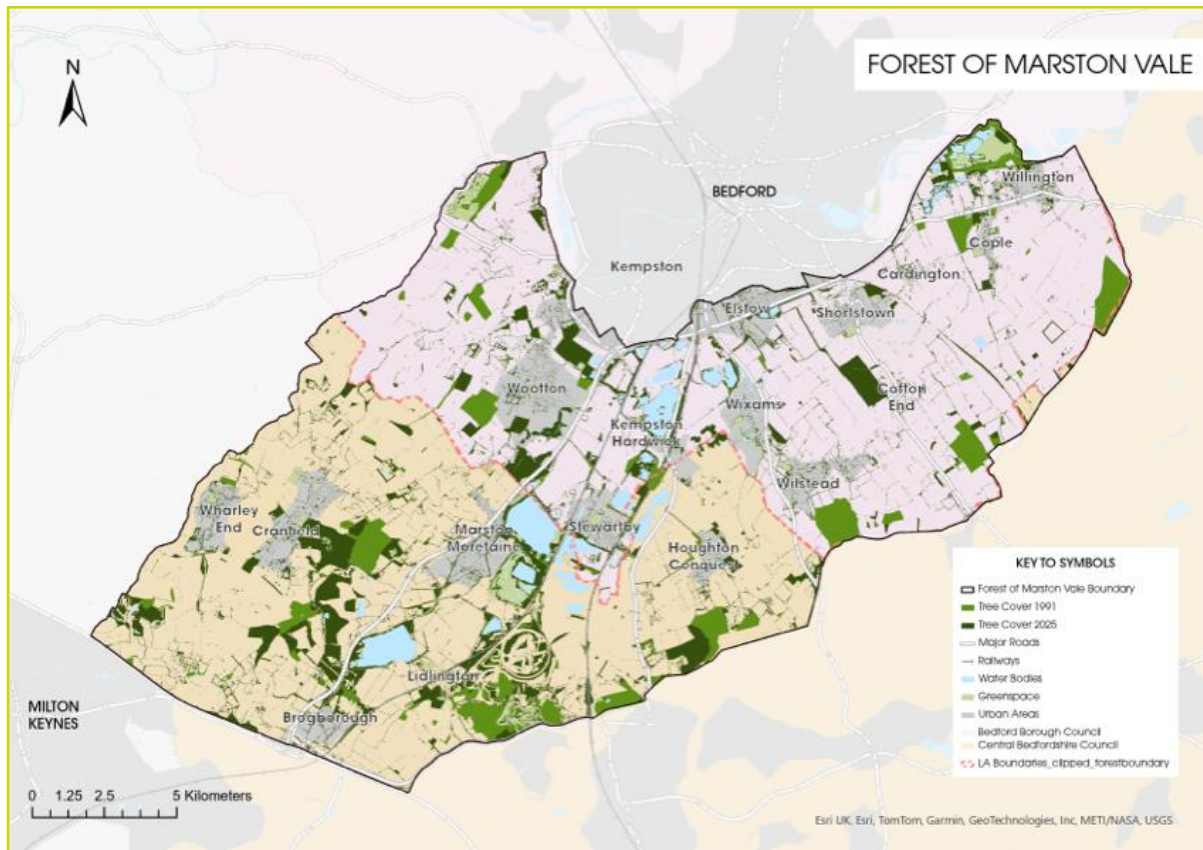 FOREST OF MARSTON VALE
N
BEDFORD
Willington
Kempston
Cople
Cardington
Elstow
Shortstown
Wootton
Cotton
End
Wixams
Kempston
Hardwick
Wilstead
Wharley
End
Cranfield
Marston
Moretaine
Stewartby
Houghton
Conquest
Lidlington
Brogborough
MILTON
KEYNES
0 1.25 2.5 5 Kilometers
KEY TO SYMBOLS
Forest of Marston Vale Boundary
Tree Cover 1991
Tree Cover 2025
Major Roads
Railways
Water Bodies
Greenspace
Urban Areas
Bedford Borough Council
Central Bedfordshire Council
LA Boundaries_clipped_forestboundary
Esri UK, Esri, TomTom, Garmin, GeoTechnologies, Inc, METI/NASA, USGS